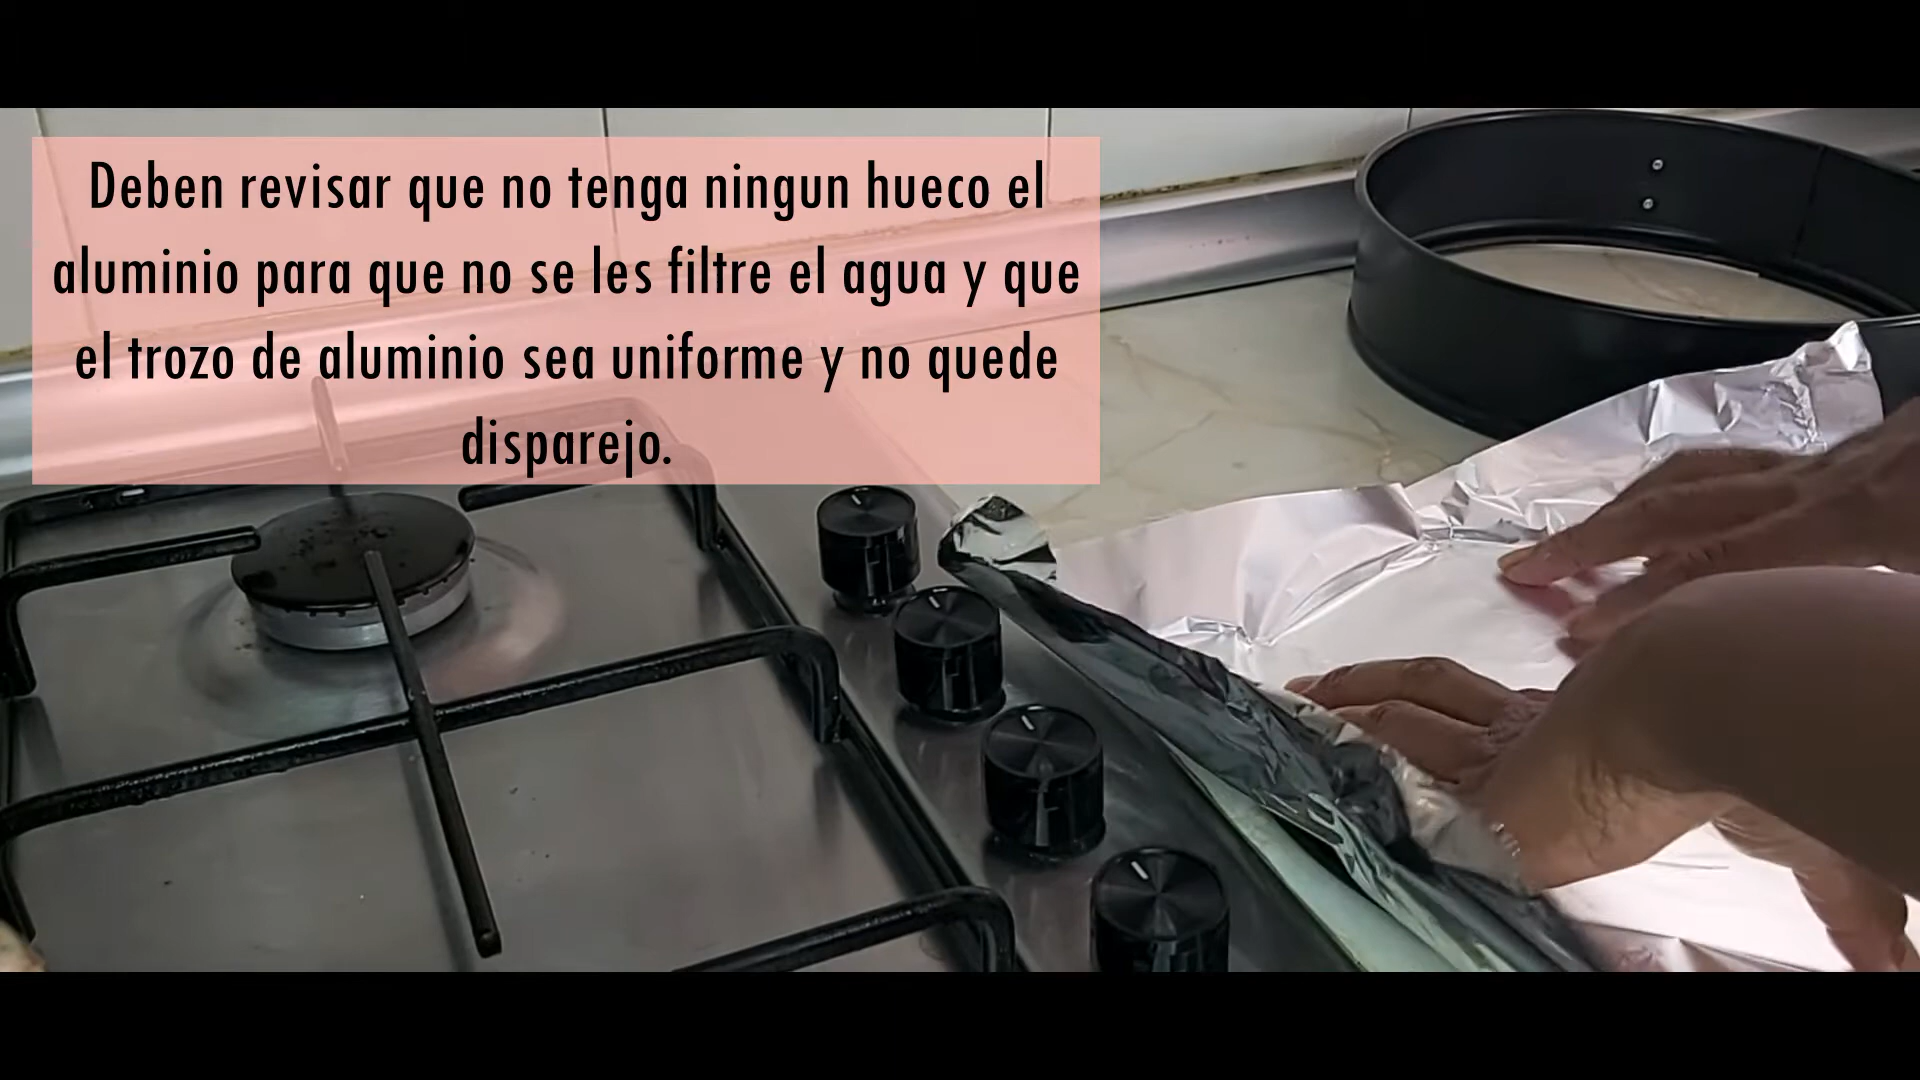 Deben revisar que no tenga ningun hueco el
aluminio para que no se les filtre el agua y que
el trozo de aluminio sea uniforme y no quede
disparejo.